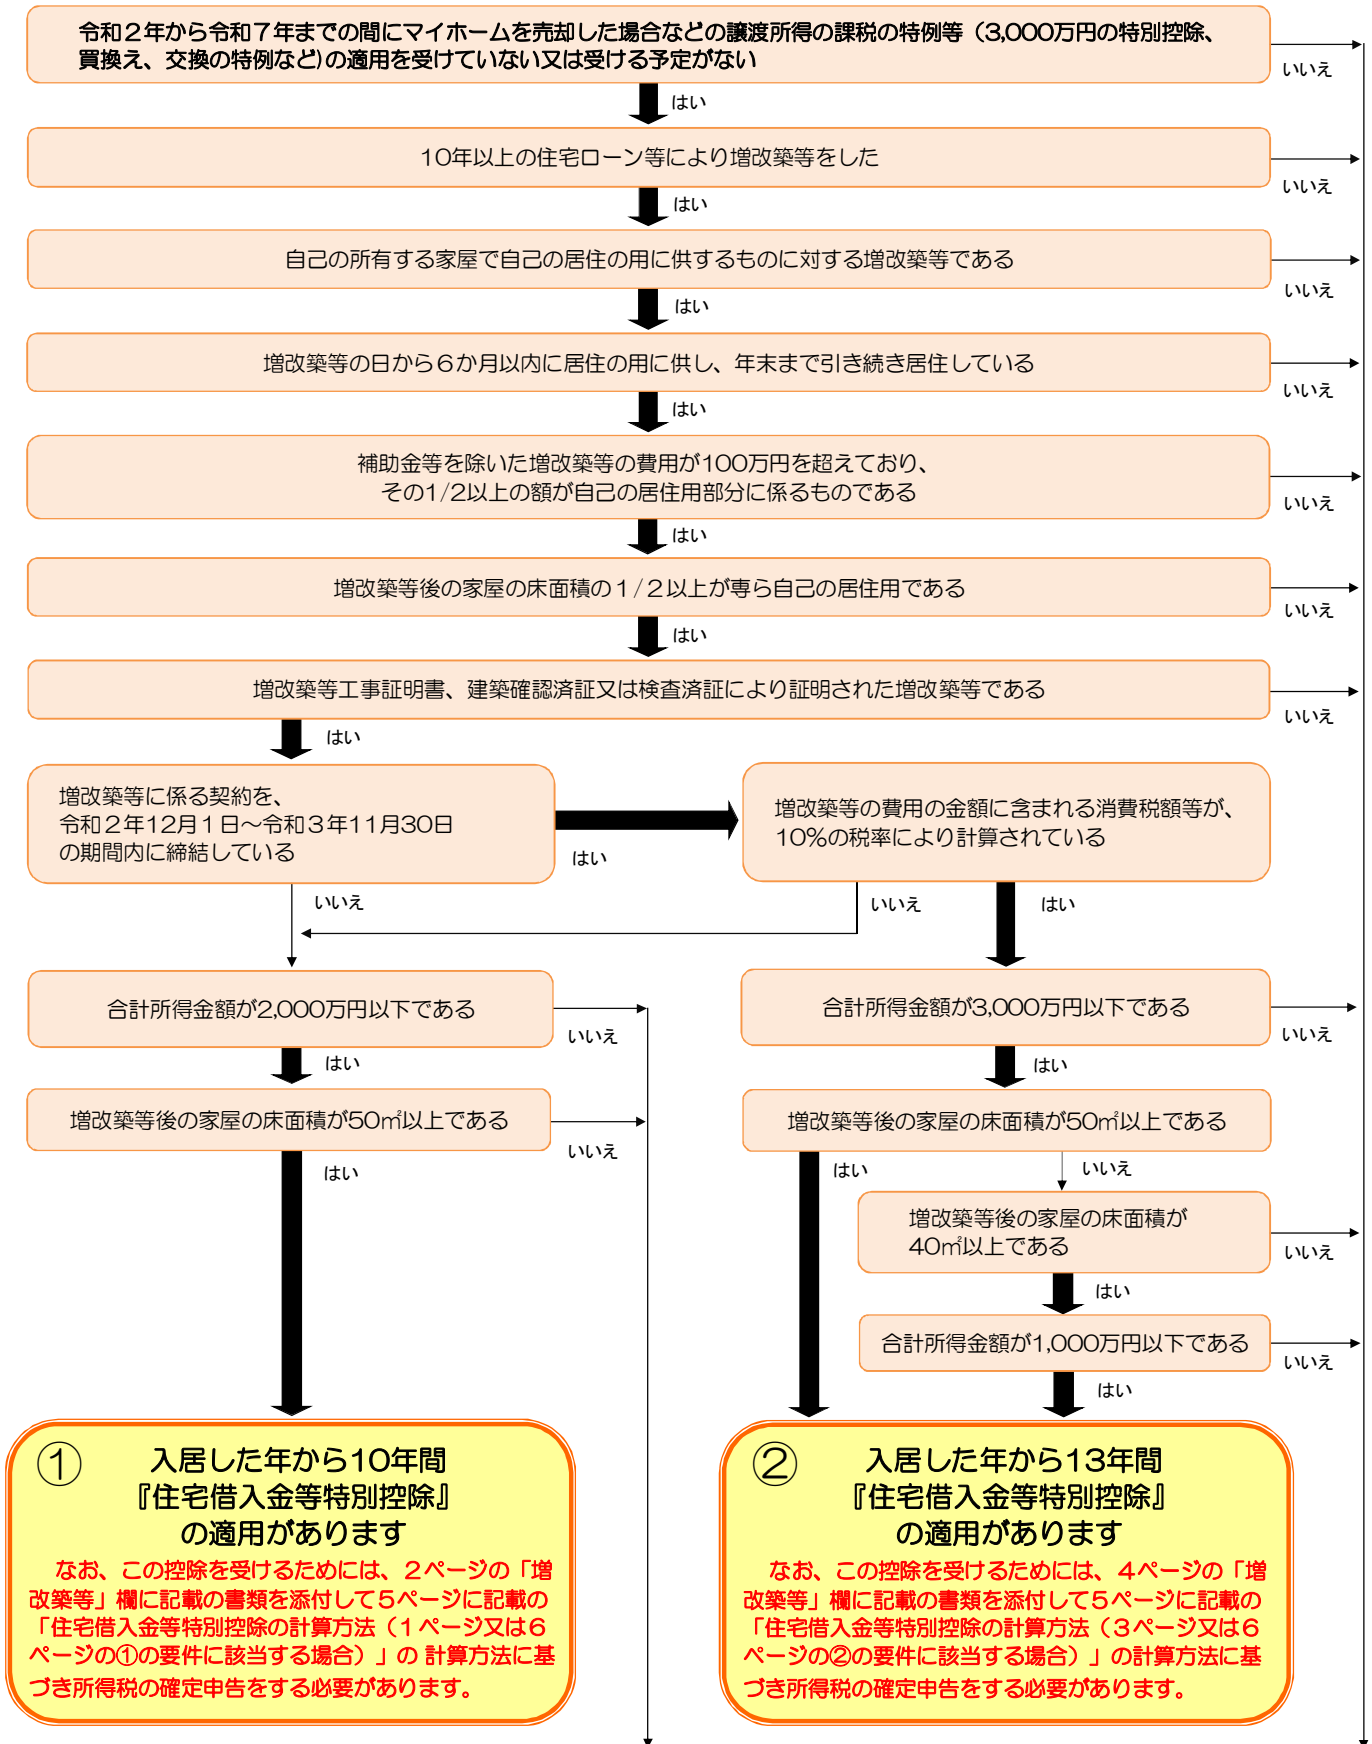 令和２年から令和７年までの間にマイホームを売却した場合などの譲渡所得の課税の特例等（3,000万円の特別控除、
買換え、交換の特例など)の適用を受けていない又は受ける予定がない
いいえ
はい
10年以上の住宅ローン等により増改築等をした
いいえ
はい
自己の所有する家屋で自己の居住の用に供するものに対する増改築等である
いいえ
はい
増改築等の日から６か月以内に居住の用に供し、年末まで引き続き居住している
いいえ
はい
補助金等を除いた増改築等の費用が100万円を超えており、
その1/2以上の額が自己の居住用部分に係るものである
いいえ
はい
増改築等後の家屋の床面積の１/２以上が専ら自己の居住用である
いいえ
はい
増改築等工事証明書、建築確認済証又は検査済証により証明された増改築等である
いいえ
はい
増改築等に係る契約を、
令和２年12月１日～令和３年11月30日
の期間内に締結している
はい
増改築等の費用の金額に含まれる消費税額等が、
10％の税率により計算されている
いいえ
いいえ
はい
合計所得金額が2,000万円以下である
いいえ
はい
合計所得金額が3,000万円以下である
いいえ
はい
増改築等後の家屋の床面積が50㎡以上である
いいえ
はい
増改築等後の家屋の床面積が50㎡以上である
はい
いいえ
増改築等後の家屋の床面積が
40㎡以上である
いいえ
はい
合計所得金額が1,000万円以下である
いいえ
はい
① 入居した年から10年間
『住宅借入金等特別控除』
の適用があります
なお、この控除を受けるためには、２ページの「増
改築等」欄に記載の書類を添付して５ページに記載の
「住宅借入金等特別控除の計算方法（１ページ又は６
ページの①の要件に該当する場合）」の 計算方法に基
づき所得税の確定申告をする必要があります。
② 入居した年から13年間
『住宅借入金等特別控除』
の適用があります
なお、この控除を受けるためには、４ページの「増
改築等」欄に記載の書類を添付して５ページに記載の
「住宅借入金等特別控除の計算方法（３ページ又は６
ページの②の要件に該当する場合）」の計算方法に基
づき所得税の確定申告をする必要があります。